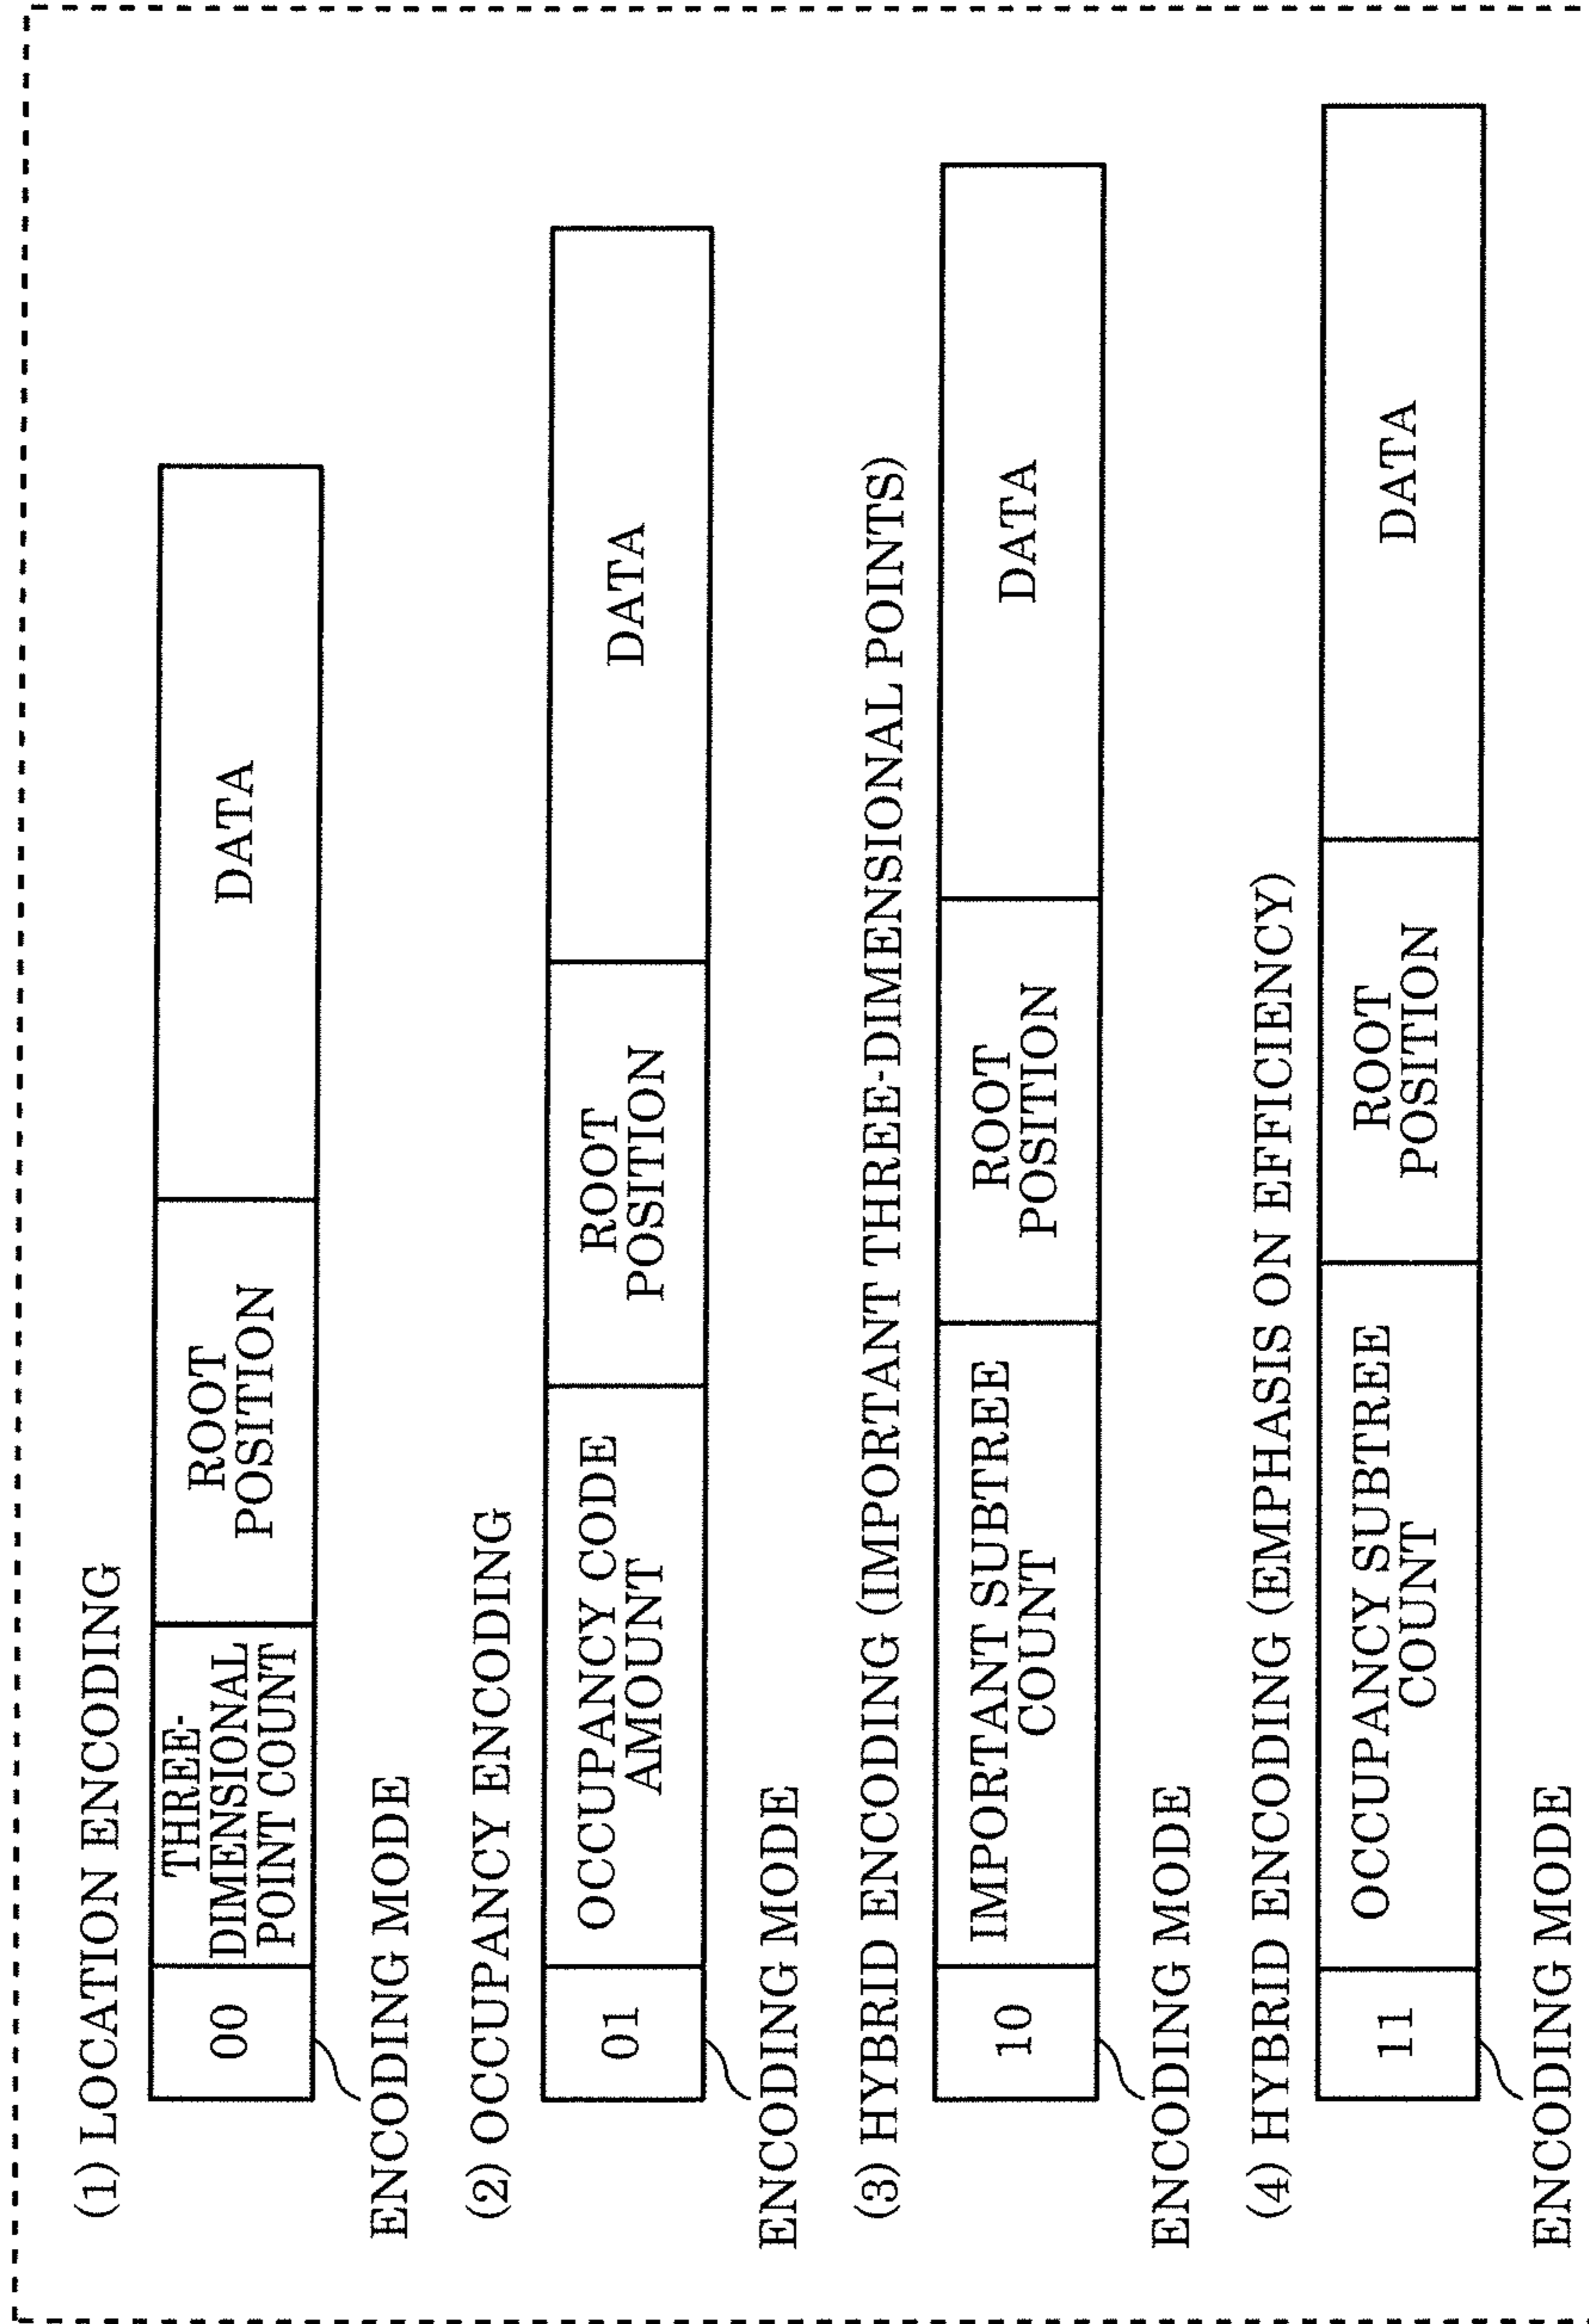 (1) LOCATION ENCODING
00
THREE-
DIMENSIONAL
POINT COUNT
ROOT
POSITION
DATA
ENCODING MODE
(2) OCCUPANCY ENCODING
01
OCCUPANCY CODE
AMOUNT
ROOT
POSITION
DATA
ENCODING MODE
(3) HYBRID ENCODING (IMPORTANT THREE-DIMENSIONAL POINTS)
10
IMPORTANT SUBTREE
COUNT
ROOT
POSITION
DATA
ENCODING MODE
(4) HYBRID ENCODING (EMPHASIS ON EFFICIENCY)
11
OCCUPANCY SUBTREE
COUNT
ROOT
POSITION
DATA
ENCODING MODE